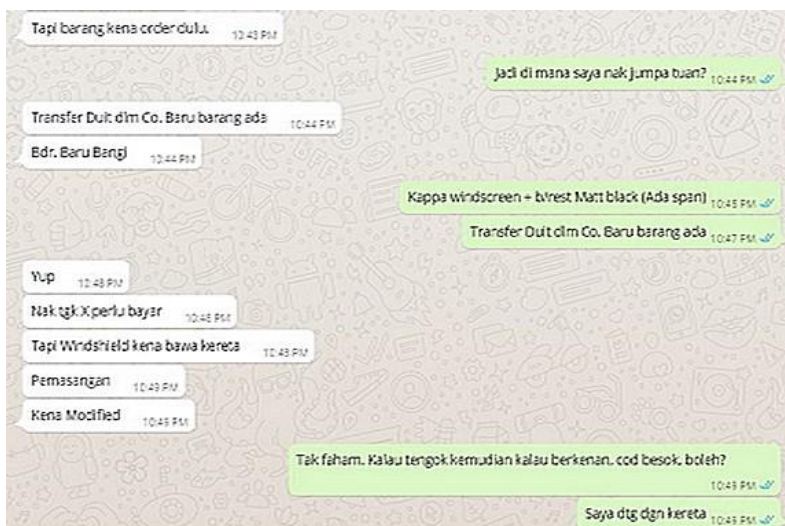 Tapi barang kena order dulu.
10:43 PM
Jadi di mana saya nak jumpa tuan?
10:44 PM
Transfer Duit dlm Co. Baru barang ada
10:44 PM
Bdr. Baru Bangi
10:44 PM
Kappa windscreen + b/rest Matt black (Ada span)
10:45 PM
Transfer Duit dlm Co. Baru barang ada
10:47 PM
Yup
10:48 PM
Nak tgk X perlu bayar
10:48 PM
Tapi Windshield kena bawa kereta
10:49 PM
Pemasangan
10:49 PM
Kena Modified
10:49 PM
Tak faham. Kalau tengok kemudian kalau berkenan. cod besok. boleh?
10:49 PM
Saya dtg dgn kereta
10:49 PM